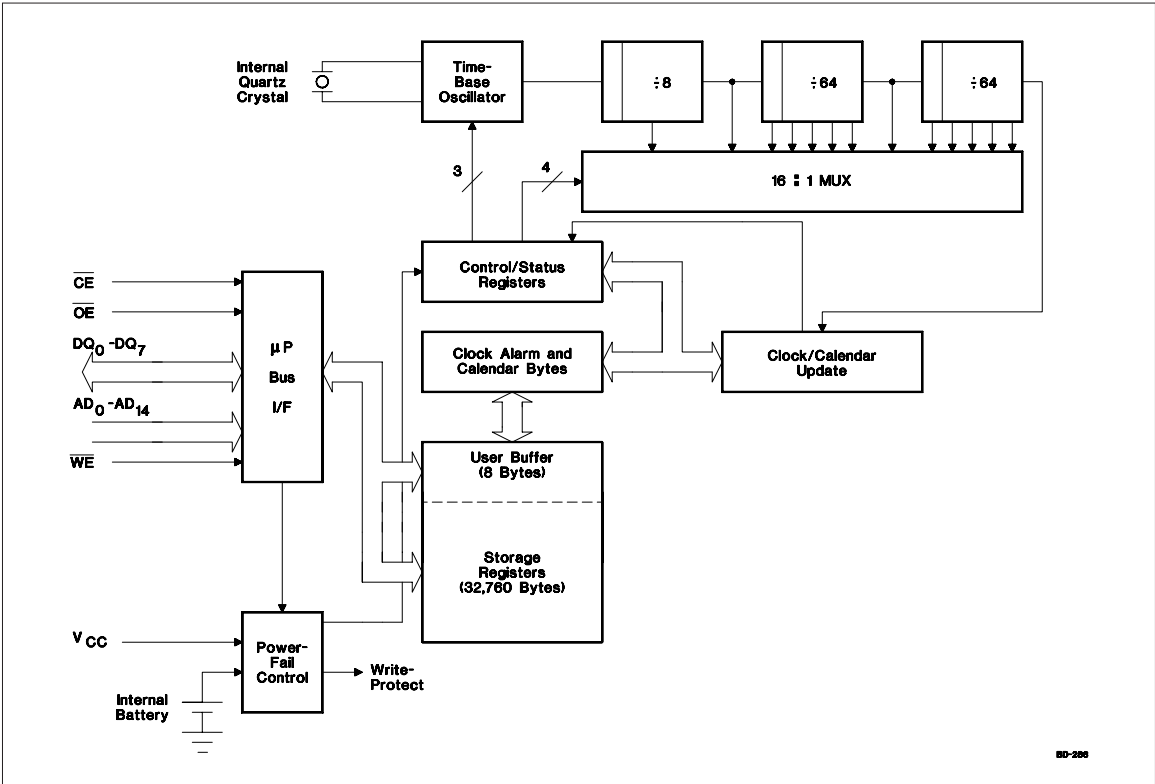 Internal
Quartz
Crystal
Time-
Base
Oscillator
÷8
÷64
÷64
3
4
16 : 1 MUX
Control/Status
Registers
CE
OE
DQ0 -DQ7
AD0 -AD14
WE
µP
Bus
I/F
Clock Alarm and
Calendar Bytes
Clock/Calendar
Update
User Buffer
(8 Bytes)
Storage
Registers
(32,760 Bytes)
VCC
Power-
Fail
Control
Write-
Protect
Internal
Battery
BD-286